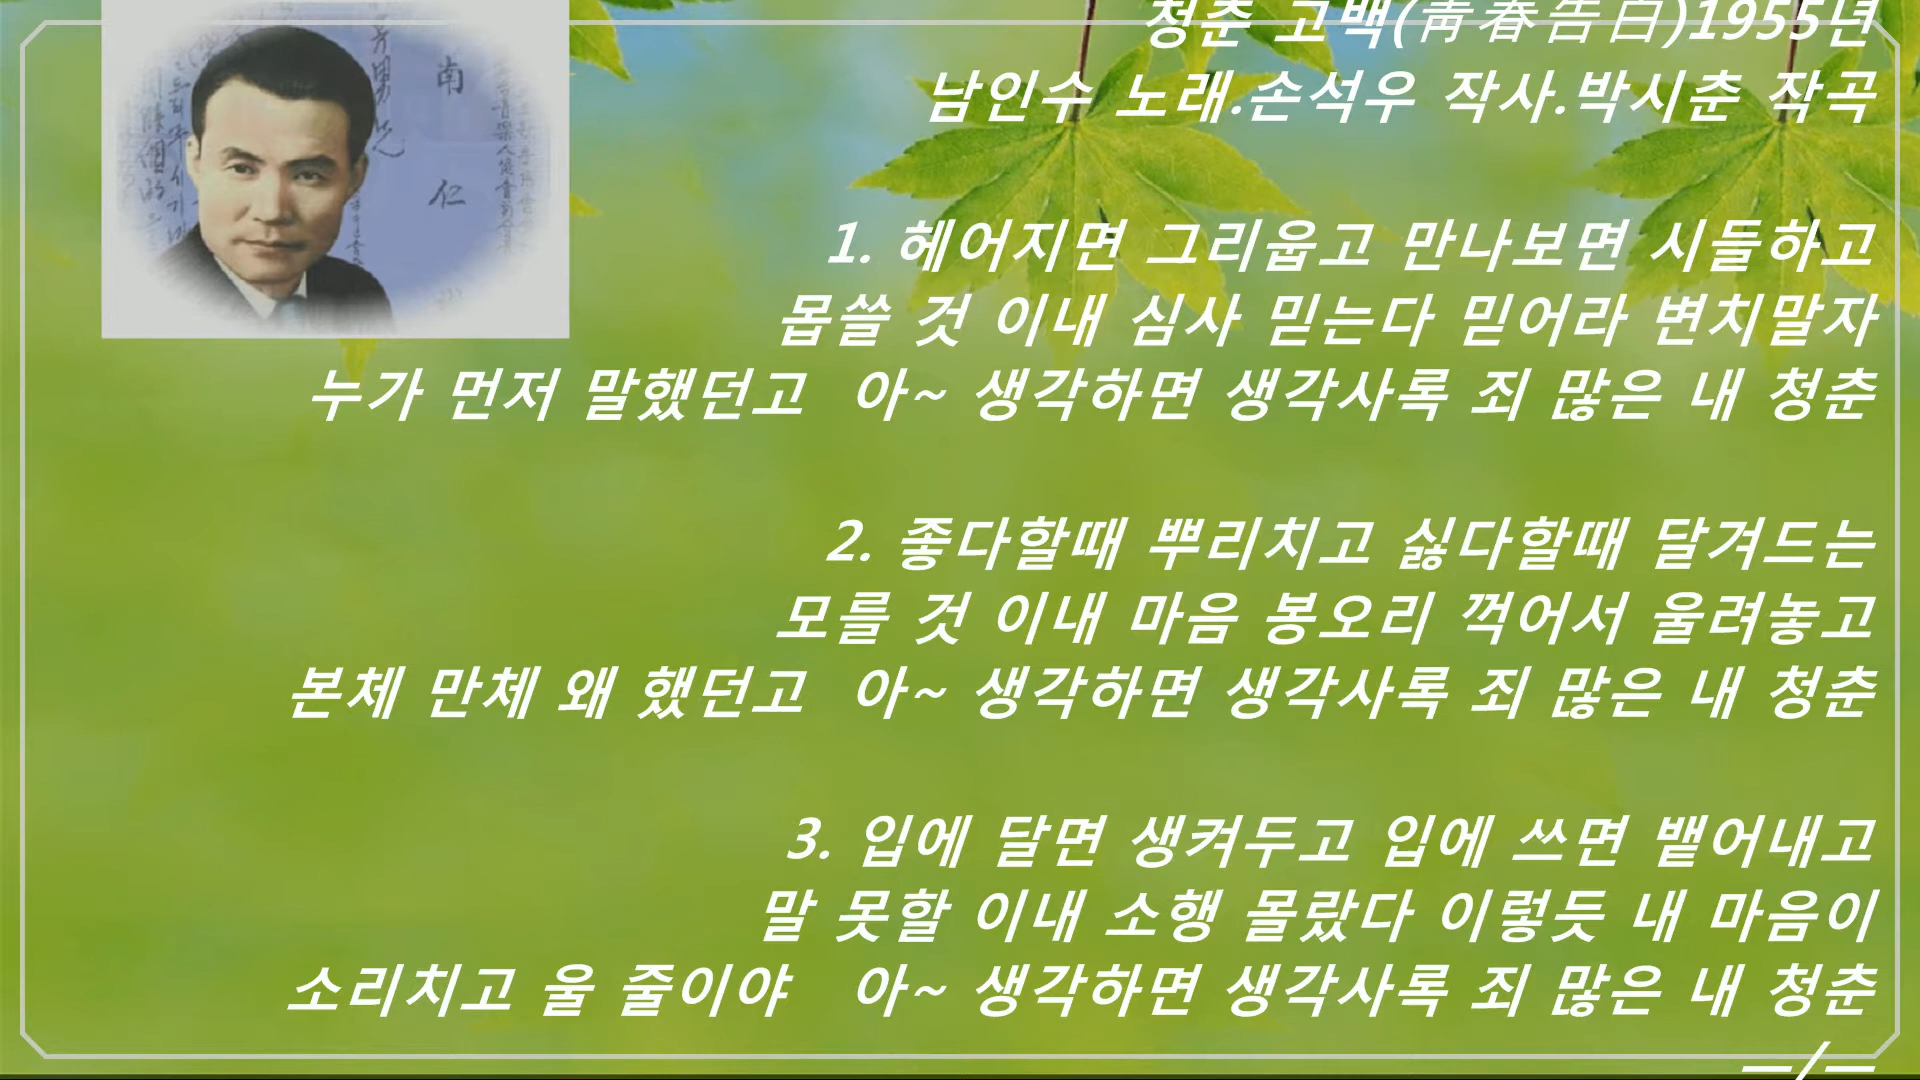 청춘 고백(靑春告白)1955년
남인수 노래.손석우 작사.박시춘 작곡
南
仁
1. 헤어지면 그리웁고 만나보면 시들하고
몹쓸 것 이내 심사 믿는다 믿어라 변치말자
누가 먼저 말했던고 아~ 생각하면 생각사록 죄 많은 내 청춘
2. 좋다할때 뿌리치고 싫다할때 달겨드는
모를 것 이내 마음 봉오리 꺽어서 울려놓고
본체 만체 왜 했던고 아~ 생각하면 생각사록 죄 많은 내 청춘
3. 입에 달면 생켜두고 입에 쓰면 뱉어내고
말 못할 이내 소행 몰랐다 이렇듯 내 마음이
소리치고 울 줄이야 아~ 생각하면 생각사록 죄 많은 내 청춘